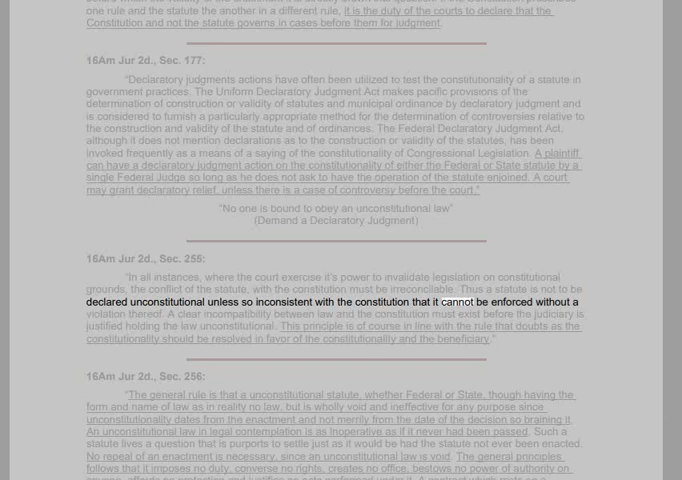 one rule and the statute the another in a different rule, it is the duty of the courts to declare that the
Constitution and not the statute governs in cases before them for judgment.
16Am Jur 2d., Sec. 177:
"Declaratory judgments actions have often been utilized to test the constitutionality of a statute in
government practices. The Uniform Declaratory Judgment Act makes pacific provisions of the
determination of construction or validity of statutes and municipal ordinance by declaratory judgment and
is considered to furnish a particularly appropriate method for the determination of controversies relative to
the construction and validity of the statute and of ordinances. The Federal Declaratory Judgment Act,
although it does not mention declarations as to the construction or validity of the statutes, has been
invoked frequently as a means of a saying of the constitutionality of Congressional Legislation. A plaintiff
can have a declaratory judgment action on the constitutionality of either the Federal or State statute by a
single Federal Judge so long as he does not ask to have the operation of the statute enjoined. A court
may grant declaratory relief, unless there is a case of controversy before the court."
"No one is bound to obey an unconstitutional law"
(Demand a Declaratory Judgment)
16Am Jur 2d., Sec. 255:
"In all instances, where the court exercise it's power to invalidate legislation on constitutional
grounds, the conflict of the statute, with the constitution must be irreconcilable. Thus a statute is not to be
declared unconstitutional unless so inconsistent with the constitution that it cannot be enforced without a
violation thereof. A clear incompatibility between law and the constitution must exist before the judiciary is
justified holding the law unconstitutional. This principle is of course in line with the rule that doubts as the
constitutionality should be resolved in favor of the constitutionality and the beneficiary."
16Am Jur 2d., Sec. 256:
"The general rule is that a unconstitutional statute, whether Federal or State, though having the
form and name of law as in reality no law, but is wholly void and ineffective for any purpose since
unconstitutionality dates from the enactment and not merrily from the date of the decision so braining it.
An unconstitutional law in legal contemplation is as inoperative as if it never had been passed. Such a
statute lives a question that is purports to settle just as it would be had the statute not ever been enacted.
No repeal of an enactment is necessary, since an unconstitutional law is void. The general principles
follows that it imposes no duty, converse no rights, creates no office, bestows no power of authority on